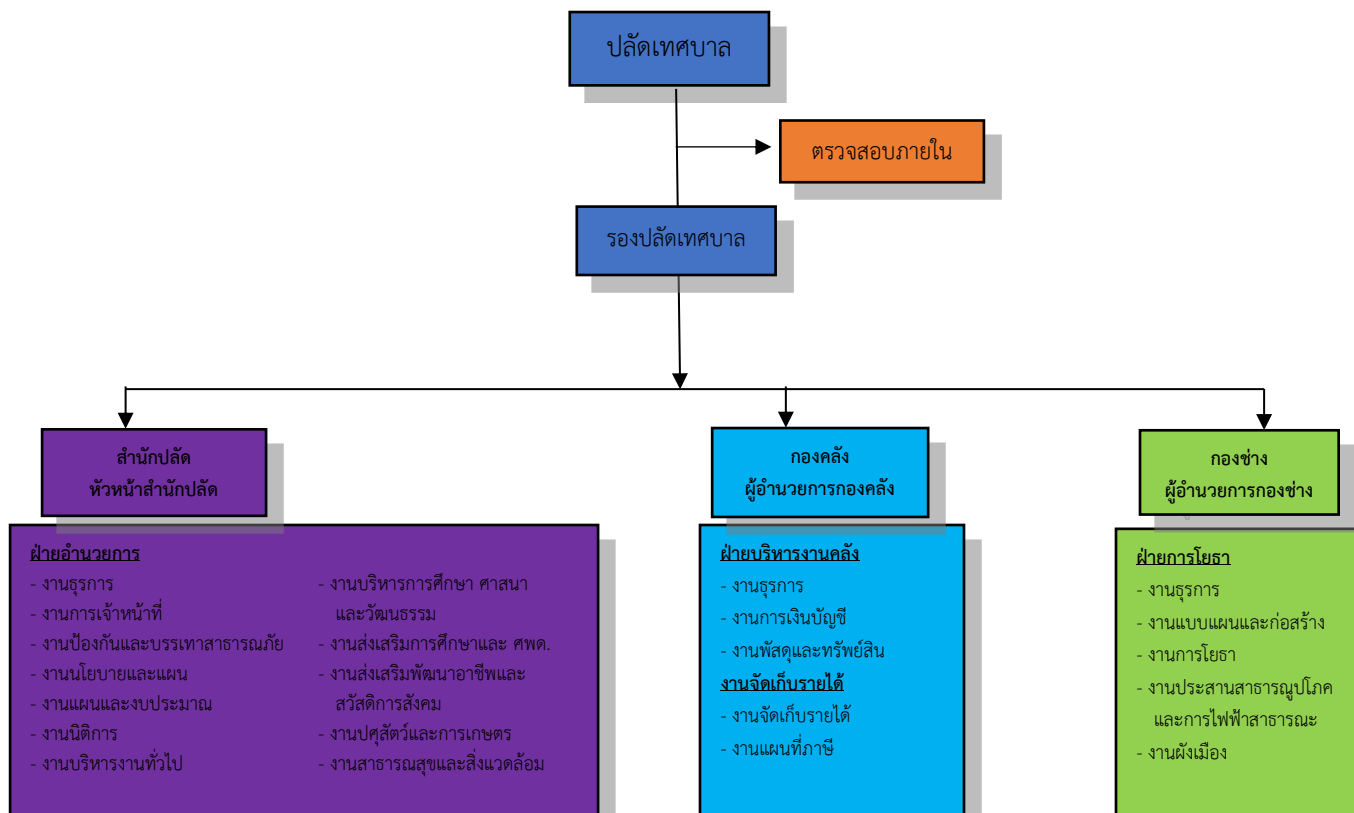 ปลัดเทศบาล
ตรวจสอบภายใน
รองปลัดเทศบาล
สำนักปลัด
หัวหน้าสำนักปลัด
ฝ่ายอำนวยการ
- งานธุรการ
- งานการเจ้าหน้าที่
- งานป้องกันและบรรเทาสาธารณภัย
- งานนโยบายและแผน
- งานแผนและงบประมาณ
- งานนิติการ
- งานบริหารงานทั่วไป
- งานบริหารการศึกษา ศาสนา
และวัฒนธรรม
- งานส่งเสริมการศึกษาและ ศพด.
- งานส่งเสริมพัฒนาอาชีพและ
สวัสดิการสังคม
- งานปศุสัตว์และการเกษตร
- งานสาธารณสุขและสิ่งแวดล้อม
กองคลัง
ผู้อำนวยการกองคลัง
ฝ่ายบริหารงานคลัง
- งานธุรการ
- งานการเงินบัญชี
- งานพัสดุและทรัพย์สิน
งานจัดเก็บรายได้
- งานจัดเก็บรายได้
- งานแผนที่ภาษี
กองช่าง
ผู้อำนวยการกองช่าง
ฝ่ายการโยธา
- งานธุรการ
- งานแบบแผนและก่อสร้าง
- งานการโยธา
- งานประสานสาธารณูปโภค
และการไฟฟ้าสาธารณะ
- งานผังเมือง